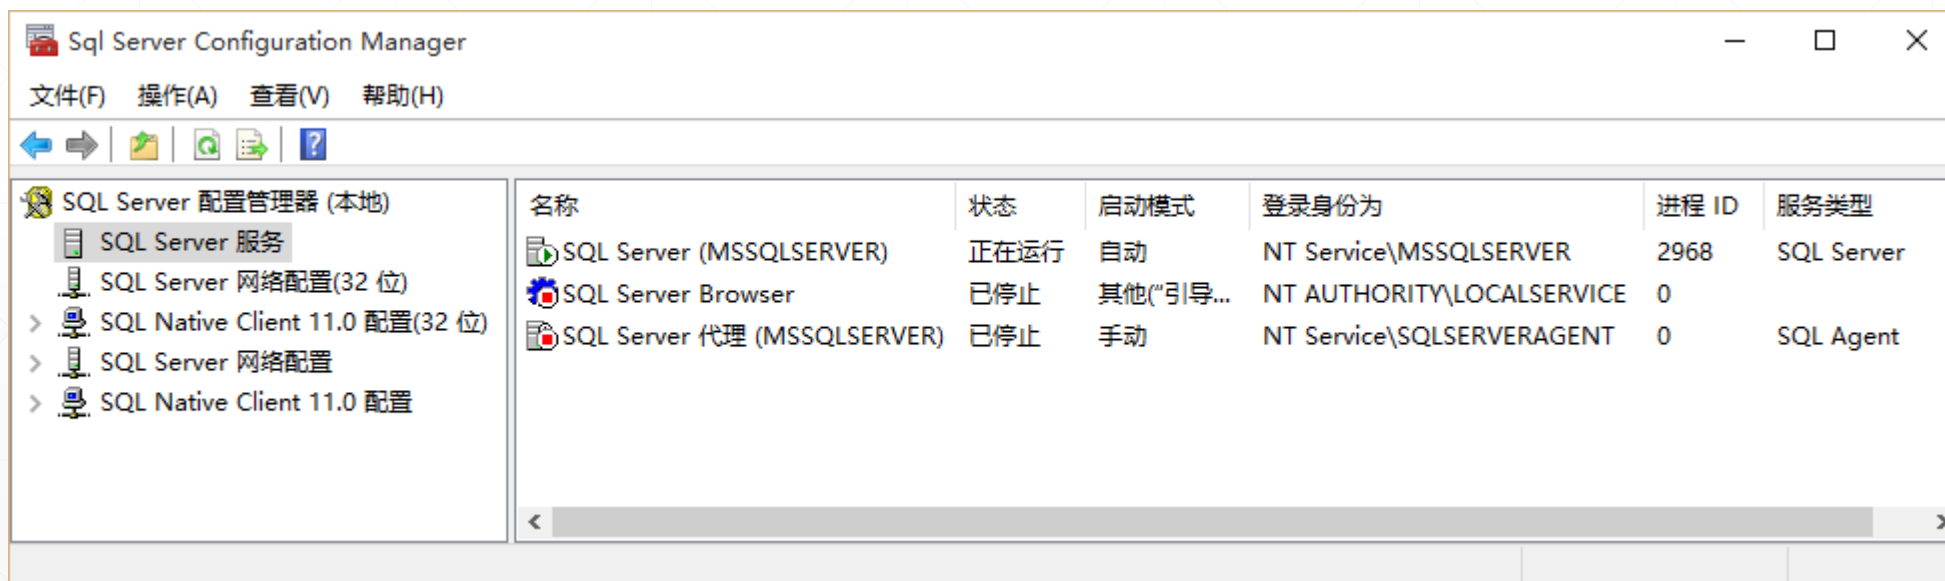 Sql Server Configuration Manager
文件(F) 操作(A) 查看(V) 帮助(H)
SQL Server 配置管理器 (本地)
SQL Server 服务
SQL Server 网络配置(32 位)
SQL Native Client 11.0 配置(32 位)
SQL Server 网络配置
SQL Native Client 11.0 配置
名称 状态 启动模式 登录身份为 进程 ID 服务类型
SQL Server (MSSQLSERVER) 正在运行 自动 NT Service\MSSQLSERVER 2968 SQL Server
SQL Server Browser 已停止 其他("引导... NT AUTHORITY\LOCALSERVICE 0
SQL Server 代理 (MSSQLSERVER) 已停止 手动 NT Service\SQLSERVERAGENT 0 SQL Agent